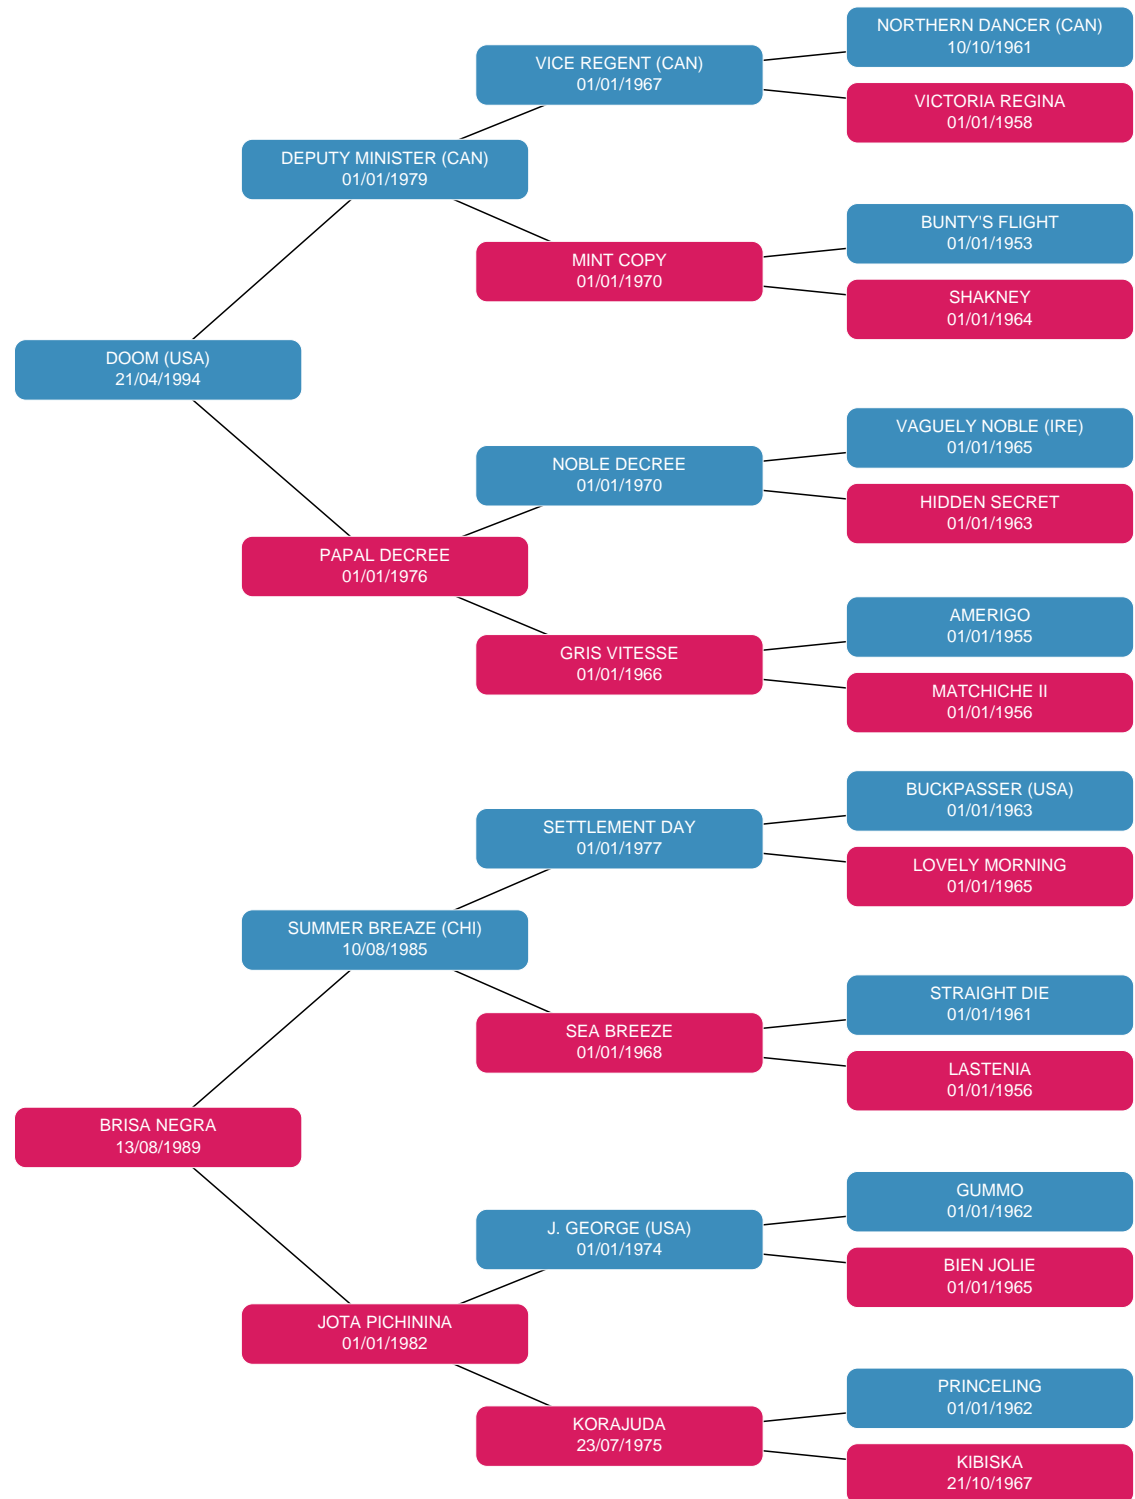 NORTHERN DANCER (CAN)
10/10/1961
VICE REGENT (CAN)
01/01/1967
VICTORIA REGINA
01/01/1958
DEPUTY MINISTER (CAN)
01/01/1979
BUNTY'S FLIGHT
01/01/1953
MINT COPY
01/01/1970
SHAKNEY
01/01/1964
DOOM (USA)
21/04/1994
VAGUELY NOBLE (IRE)
01/01/1965
NOBLE DECREE
01/01/1970
HIDDEN SECRET
01/01/1963
PAPAL DECREE
01/01/1976
AMERIGO
01/01/1955
GRIS VITESSE
01/01/1966
MATCHICHE II
01/01/1956
BUCKPASSER (USA)
01/01/1963
SETTLEMENT DAY
01/01/1977
LOVELY MORNING
01/01/1965
SUMMER BREAZE (CHI)
10/08/1985
STRAIGHT DIE
01/01/1961
SEA BREEZE
01/01/1968
LASTENIA
01/01/1956
BRISA NEGRA
13/08/1989
GUMMO
01/01/1962
J. GEORGE (USA)
01/01/1974
BIEN JOLIE
01/01/1965
JOTA PICHININA
01/01/1982
PRINCELING
01/01/1962
KORAJUDA
23/07/1975
KIBISKA
21/10/1967